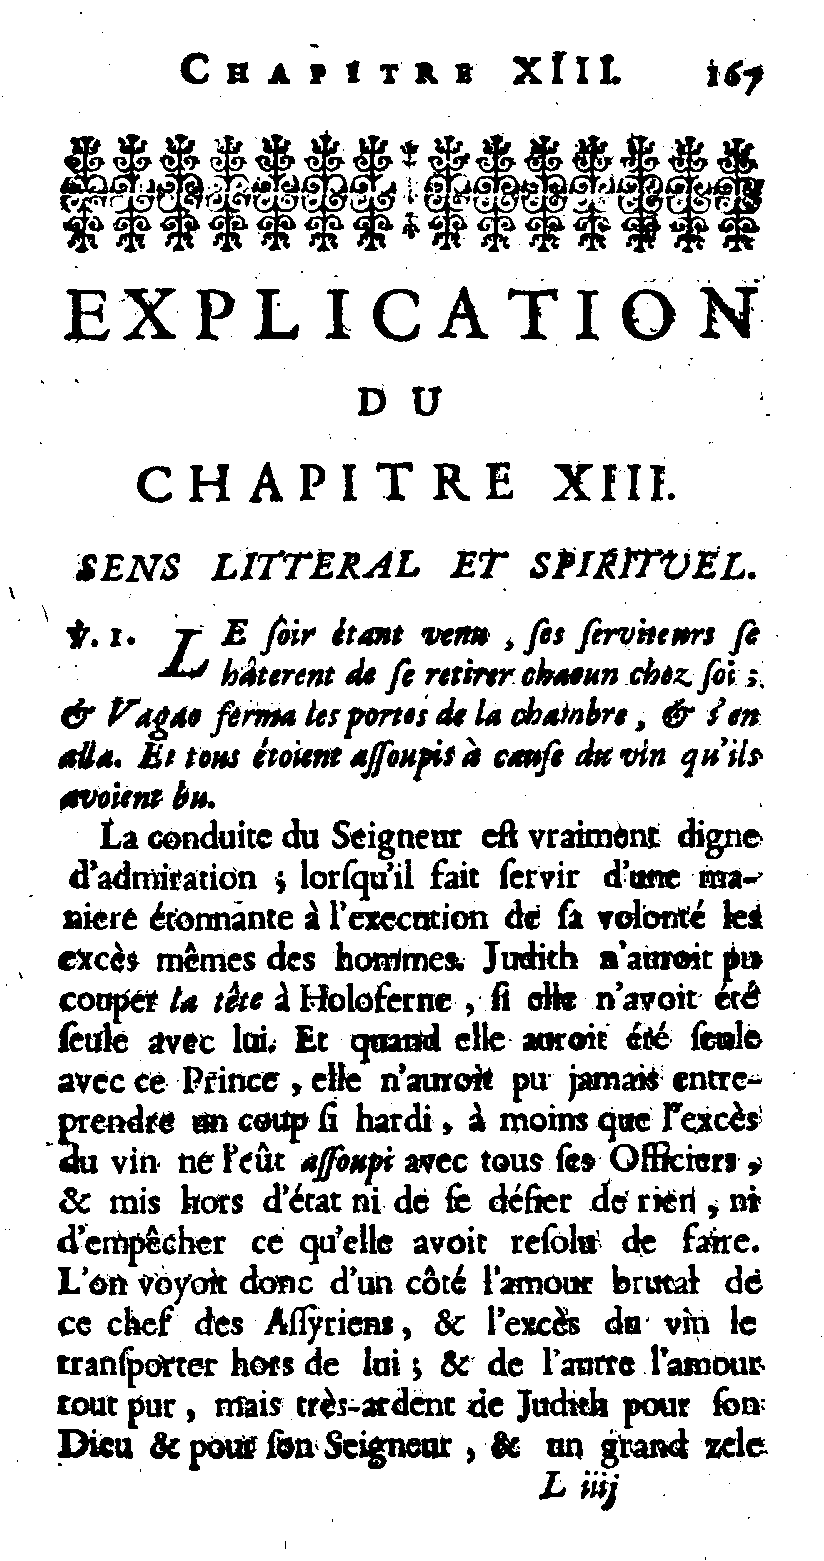 CHAPITRE XIII. 167
EXPLICATION
DU
CHAPITRE XIII.
SENS LITTERAL ET SPIRITUEL.
℣. 1. LE ſoir étant venu, ſes ſerviteurs ſe
hâterent de ſe retirer chacun chez ſoi ;
& Vagao ferma les portes de la chambre, & s'en
alla. Et tous étoient aſſoupis à cauſe du vin qu'ils
avoient bu.
La conduite du Seigneur eſt vraiment digne
d'admiration ; lorſqu'il fait ſervir d'une ma-
niere étonnante à l'execution de ſa volonté les
excès mêmes des hommes. Judith n'auroit pu
couper la tête à Holoferne, ſi elle n'avoit été
ſeule avec lui. Et quand elle auroit été ſeule
avec ce Prince, elle n'auroit pu jamais entre-
prendre un coup ſi hardi, à moins que l'excès
du vin ne l'eût aſſoupi avec tous ſes Officiers,
& mis hors d'état ni de ſe défier de rien, ni
d'empêcher ce qu'elle avoit reſolu de faire.
L'on voyoit donc d'un côté l'amour brutal de
ce chef des Aſſyriens, & l'excès du vin le
tranſporter hors de lui ; & de l'autre l'amour
tout pur, mais très-ardent de Judith pour ſon
Dieu & pour ſon Seigneur, & un grand zele
L iiij